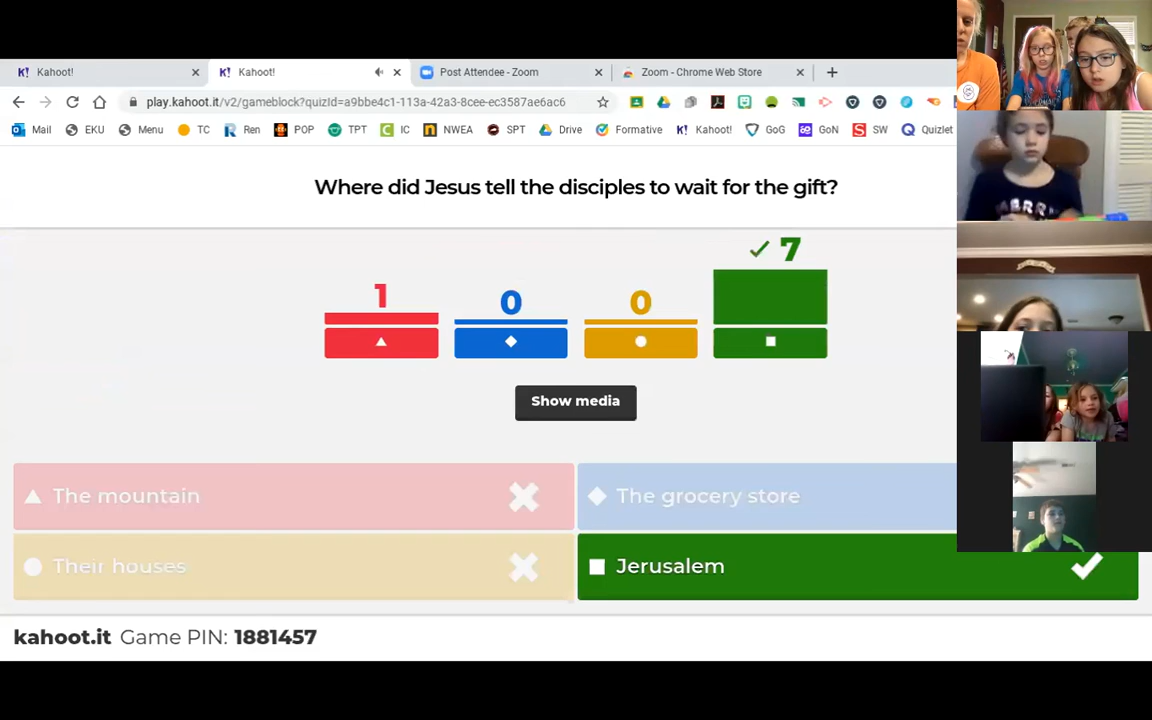 Kahoot!
Kahoot!
Post Attendee - Zoom
Zoom - Chrome Web Store
play.kahoot.it/v2/gameblock?quizId=a9bbe4c1-113a-42a3-8cee-ec3587ae6ac6
Mail EKU Menu TC Ren POP TPT IC NWEA SPT Drive Formative Kahoot! GoG GoN SW Quizlet
Where did Jesus tell the disciples to wait for the gift?
1 0 0 7
Show media
The mountain
The grocery store
Their houses
Jerusalem
kahoot.it Game PIN: 1881457